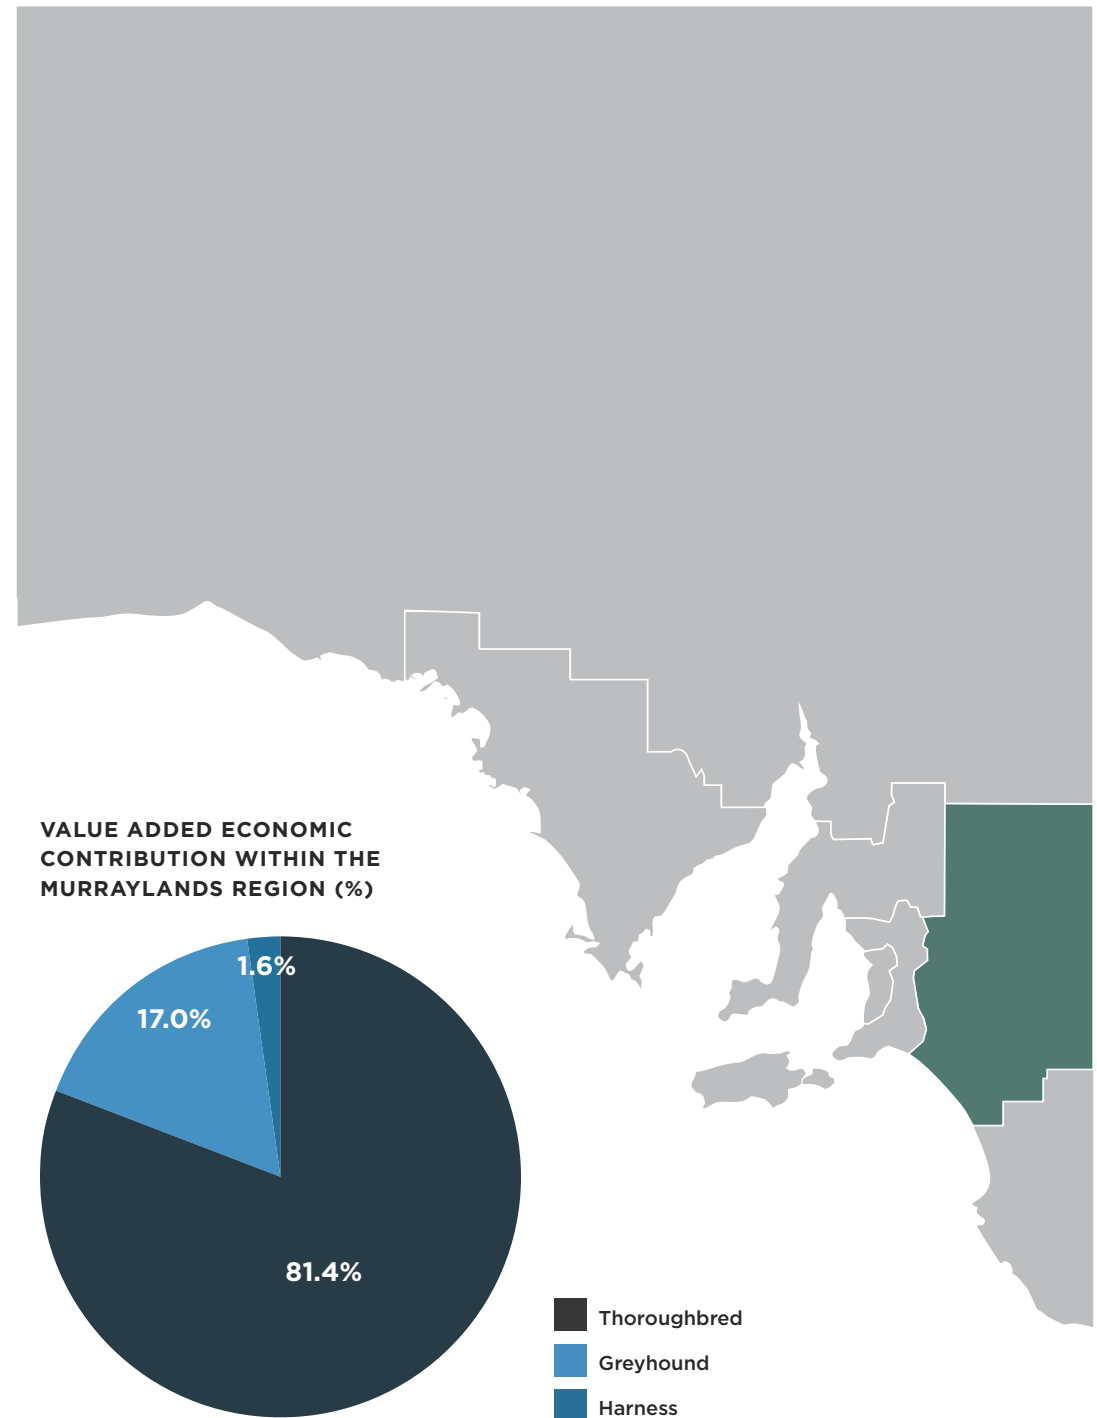 VALUE ADDED ECONOMIC
CONTRIBUTION WITHIN THE
MURRAYLANDS REGION (%)
1.6%
17.0%
81.4%
Thoroughbred
Greyhound
Harness